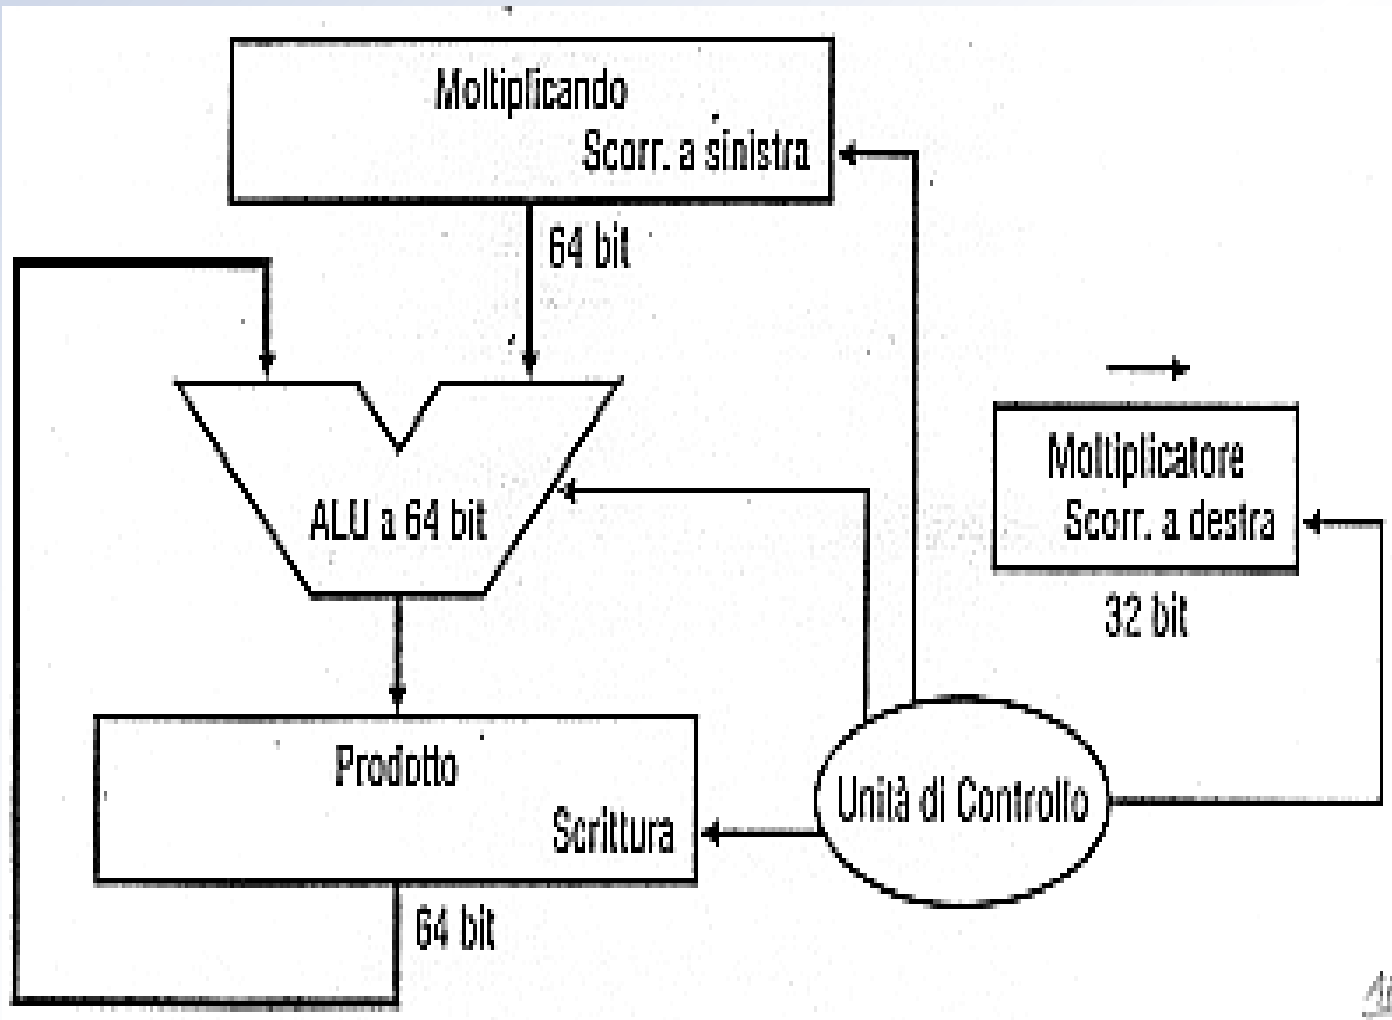 Moltiplicando
Scorr. a sinistra
64 bit
Moltiplicatore
Scorr. a destra
ALU a 64 bit
32 bit
Prodotto
Unità di Controllo
Scrittura
64 bit